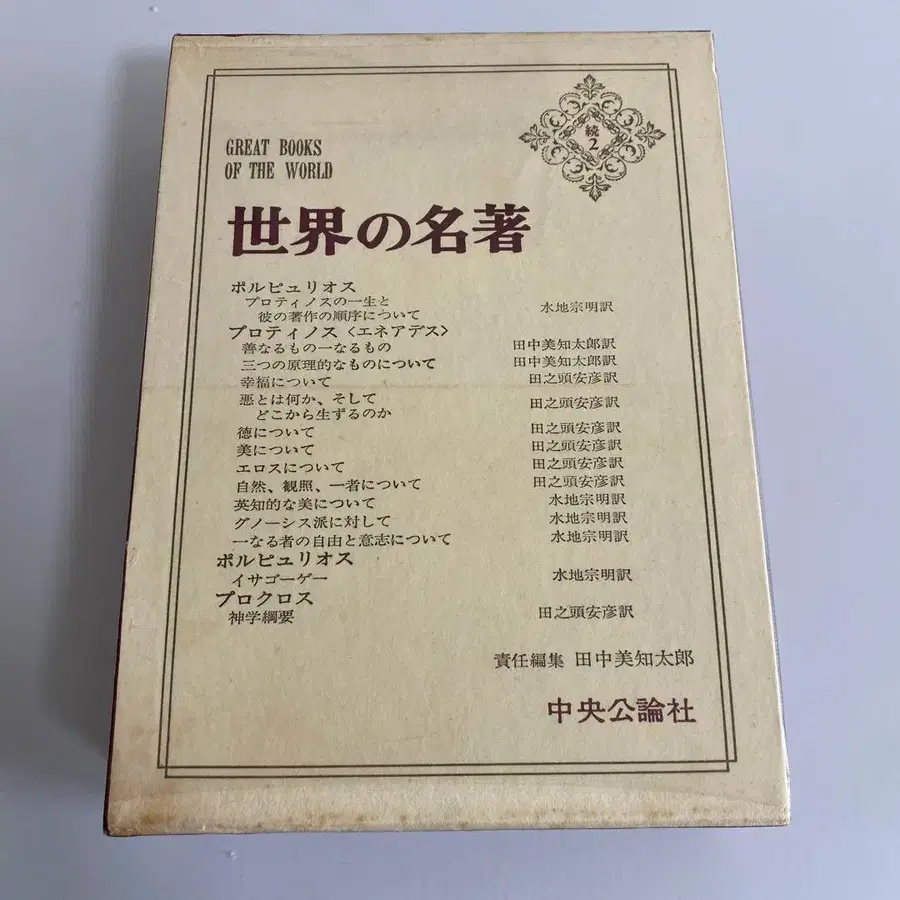 GREAT BOOKS
OF THE WORLD
続
2
世界の名著
ポルピュリオス
プロティノスの一生と
彼の著作の順序について 水地宗明訳
プロティノス〈エネアデス〉
善なるもの一なるもの 田中美知太郎訳
三つの原理的なものについて 田中美知太郎訳
幸福について 田之頭安彦訳
悪とは何か、そして
どこから生ずるのか 田之頭安彦訳
徳について 田之頭安彦訳
美について 田之頭安彦訳
エロスについて 田之頭安彦訳
自然、観照、一者について 田之頭安彦訳
英知的な美について 水地宗明訳
グノーシス派に対して 水地宗明訳
一なる者の自由と意志について 水地宗明訳
ポルピュリオス
イサゴーゲー 水地宗明訳
プロクロス
神学綱要 田之頭安彦訳
責任編集 田中美知太郎
中央公論社